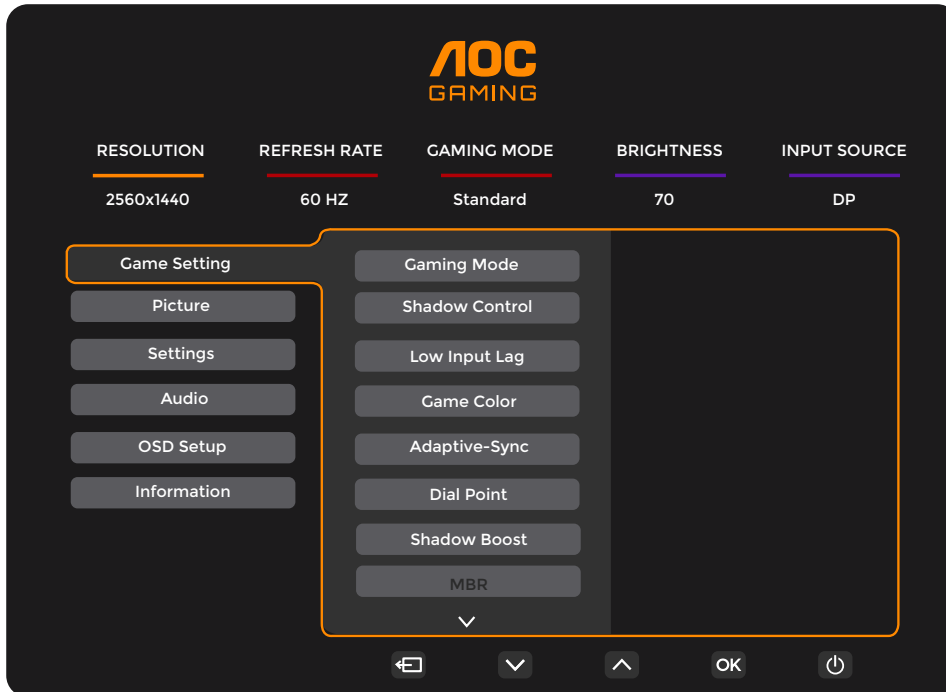 AOC
GAMING
RESOLUTION REFRESH RATE GAMING MODE BRIGHTNESS INPUT SOURCE
2560x1440 60 HZ Standard 70 DP
Game Setting
Picture
Settings
Audio
OSD Setup
Information
Gaming Mode
Shadow Control
Low Input Lag
Game Color
Adaptive-Sync
Dial Point
Shadow Boost
MBR
OK